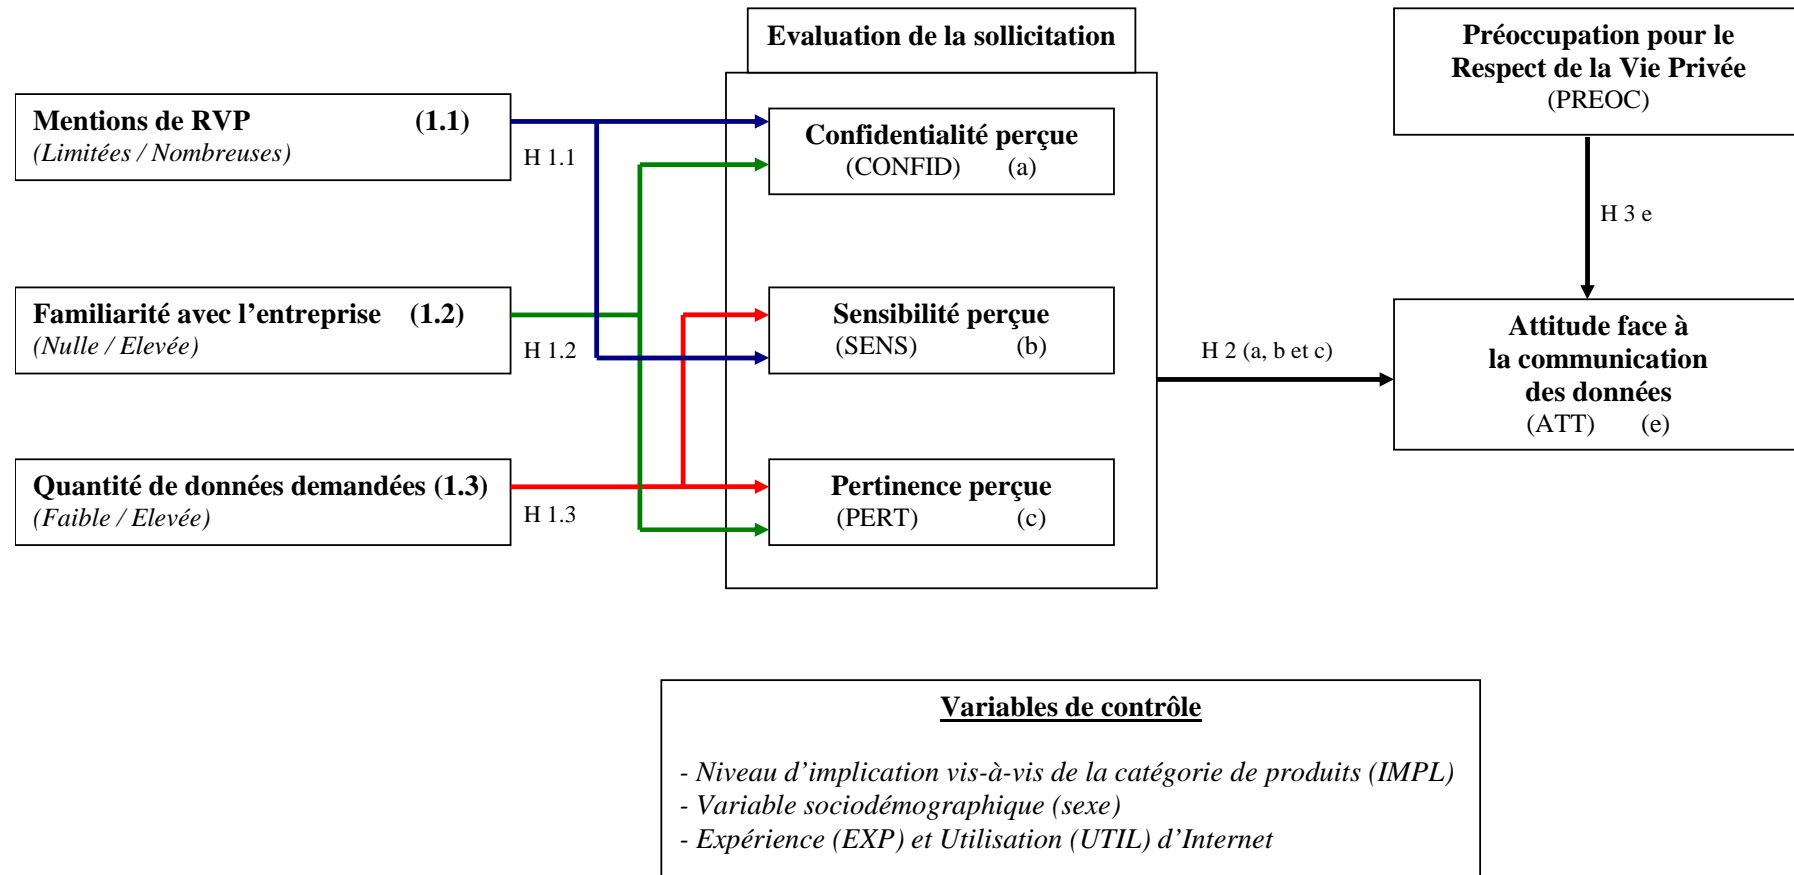 Evaluation de la sollicitation
Préoccupation pour le
Respect de la Vie Privée
(PREOC)
Mentions de RVP (1.1)
(Limitées / Nombreuses)
H 1.1
Confidentialité perçue
(CONFID) (a)
H 3 e
Familiarité avec l’entreprise (1.2)
(Nulle / Elevée)
H 1.2
Sensibilité perçue
(SENS) (b)
H 2 (a, b et c)
Attitude face à
la communication
des données
(ATT) (e)
Quantité de données demandées (1.3)
(Faible / Elevée)
H 1.3
Pertinence perçue
(PERT) (c)
Variables de contrôle
- Niveau d’implication vis-à-vis de la catégorie de produits (IMPL)
- Variable sociodémographique (sexe)
- Expérience (EXP) et Utilisation (UTIL) d’Internet